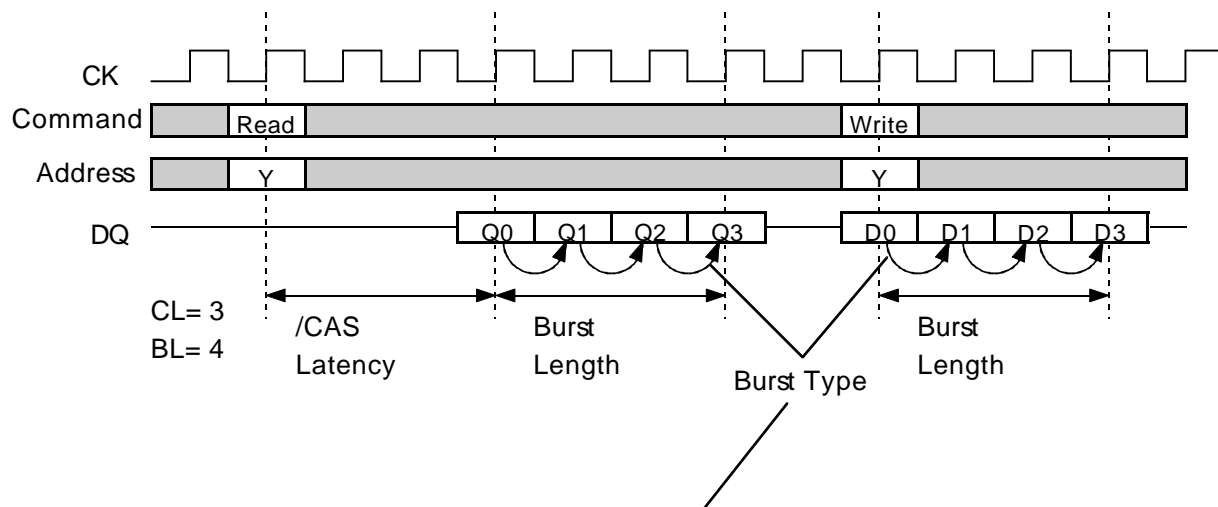 CK
Command Read Write
Address Y Y
DQ Q0 Q1 Q2 Q3 D0 D1 D2 D3
CL= 3 /CAS Burst Burst
BL= 4 Latency Length Burst Type Length